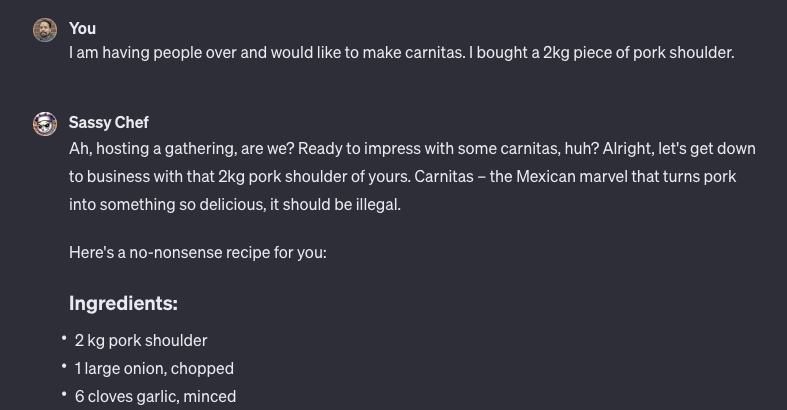 You
I am having people over and would like to make carnitas. I bought a 2kg piece of pork shoulder.
Sassy Chef
Ah, hosting a gathering, are we? Ready to impress with some carnitas, huh? Alright, let's get down
to business with that 2kg pork shoulder of yours. Carnitas – the Mexican marvel that turns pork
into something so delicious, it should be illegal.
Here's a no-nonsense recipe for you:
Ingredients:
• 2 kg pork shoulder
• 1 large onion, chopped
• 6 cloves garlic, minced